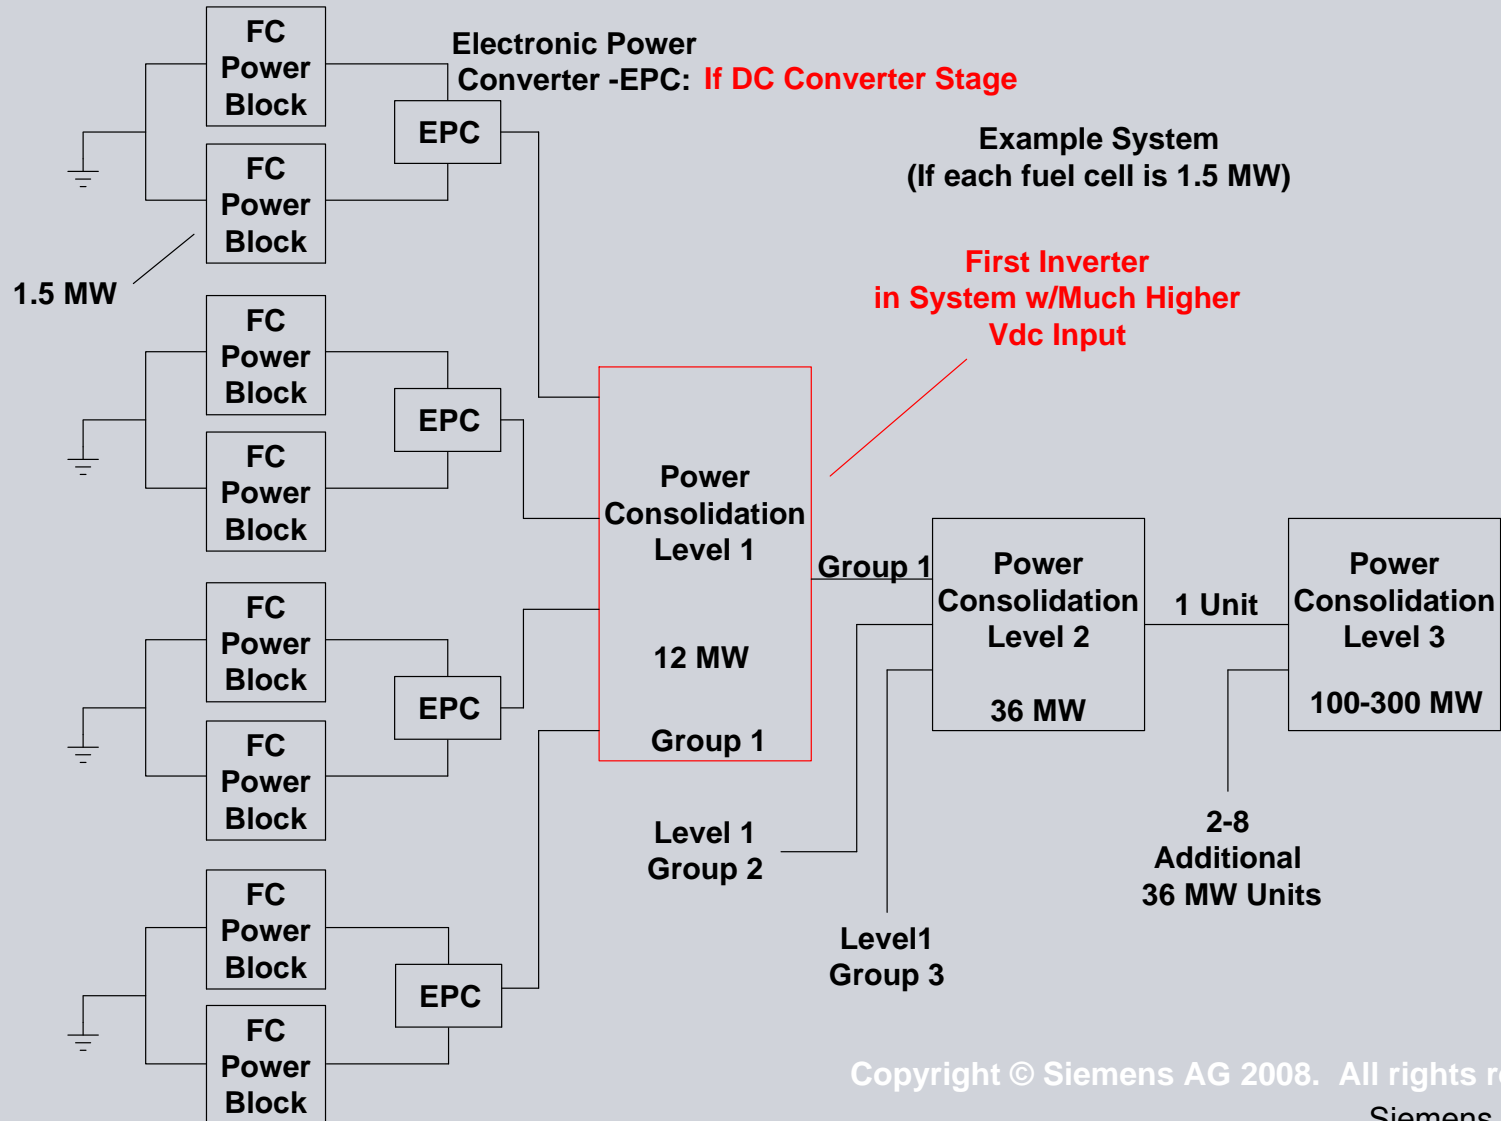 FC
Power
Block
Electronic Power
Converter -EPC: If DC Converter Stage
EPC
FC
Power
Block
1.5 MW
Example System
(If each fuel cell is 1.5 MW)
First Inverter
in System w/Much Higher
Vdc Input
FC
Power
Block
EPC
FC
Power
Block
FC
Power
Block
EPC
FC
Power
Block
FC
Power
Block
EPC
FC
Power
Block
Power
Consolidation
Level 1
12 MW
Group 1
Group 1
Level 1
Group 2
Level1
Group 3
Power
Consolidation
Level 2
36 MW
1 Unit
Power
Consolidation
Level 3
100-300 MW
2-8
Additional
36 MW Units
Copyright © Siemens AG 2008. All rights
Siemens